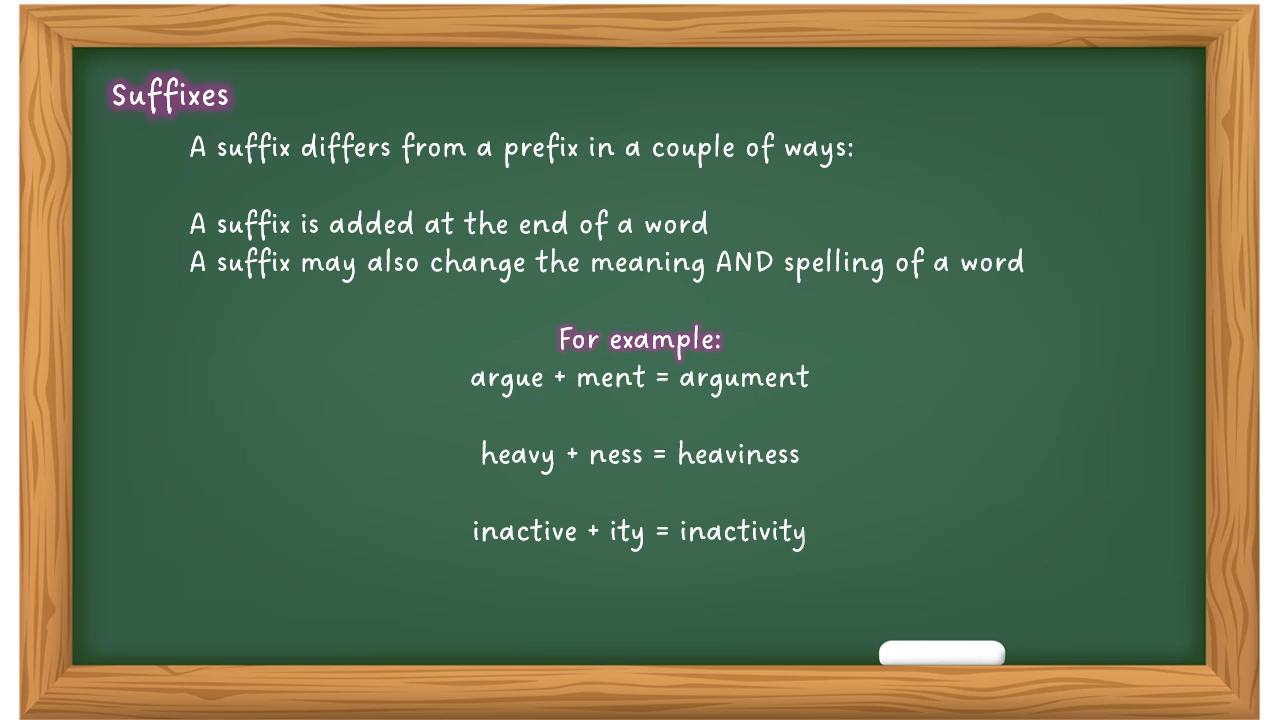 Suffixes
A suffix differs from a prefix in a couple of ways:
A suffix is added at the end of a word
A suffix may also change the meaning AND spelling of a word
For example:
argue + ment = argument
heavy + ness = heaviness
inactive + ity = inactivity